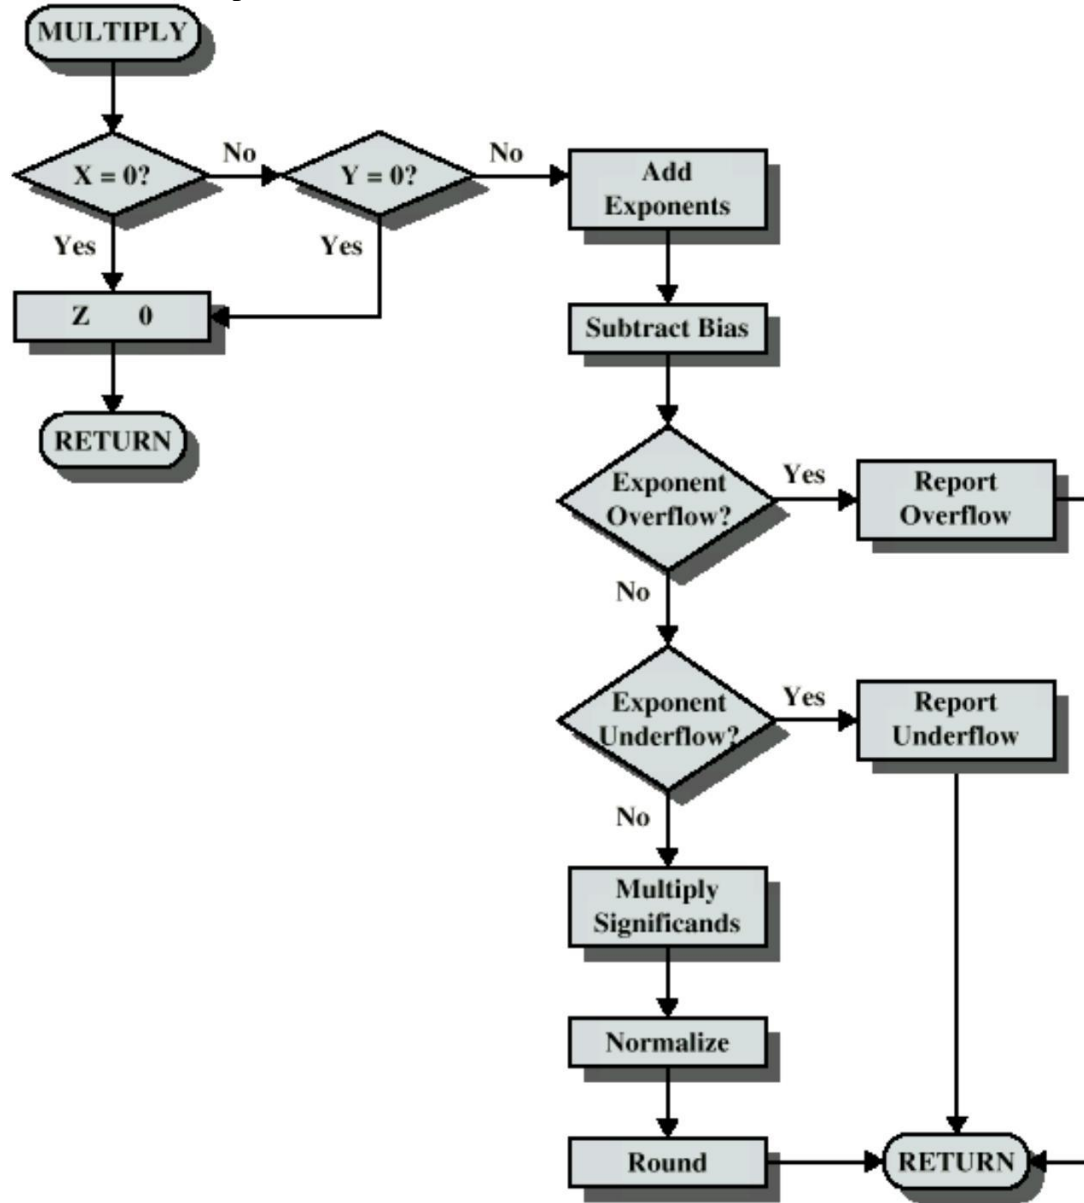 MULTIPLY
X = 0?
No
Y = 0?
No
Add
Exponents
Yes
Yes
Z 0
Subtract Bias
RETURN
Exponent
Overflow?
Yes
Report
Overflow
No
Exponent
Underflow?
Yes
Report
Underflow
No
Multiply
Significands
Normalize
Round
RETURN